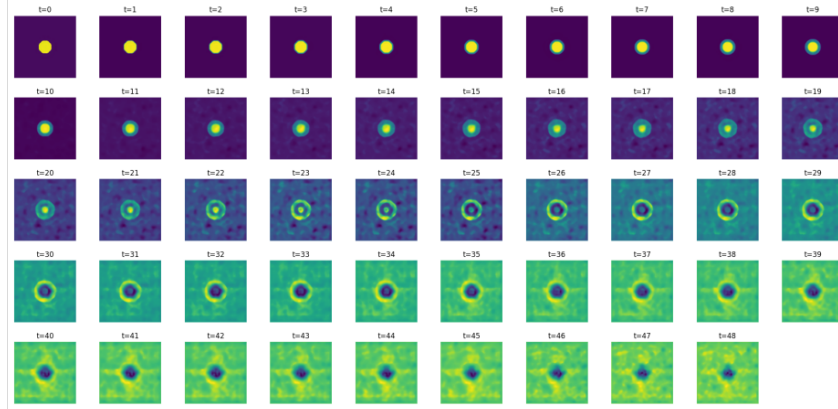 t=0 t=1 t=2 t=3 t=4 t=5 t=6 t=7 t=8 t=9
t=10 t=11 t=12 t=13 t=14 t=15 t=16 t=17 t=18 t=19
t=20 t=21 t=22 t=23 t=24 t=25 t=26 t=27 t=28 t=29
t=30 t=31 t=32 t=33 t=34 t=35 t=36 t=37 t=38 t=39
t=40 t=41 t=42 t=43 t=44 t=45 t=46 t=47 t=48